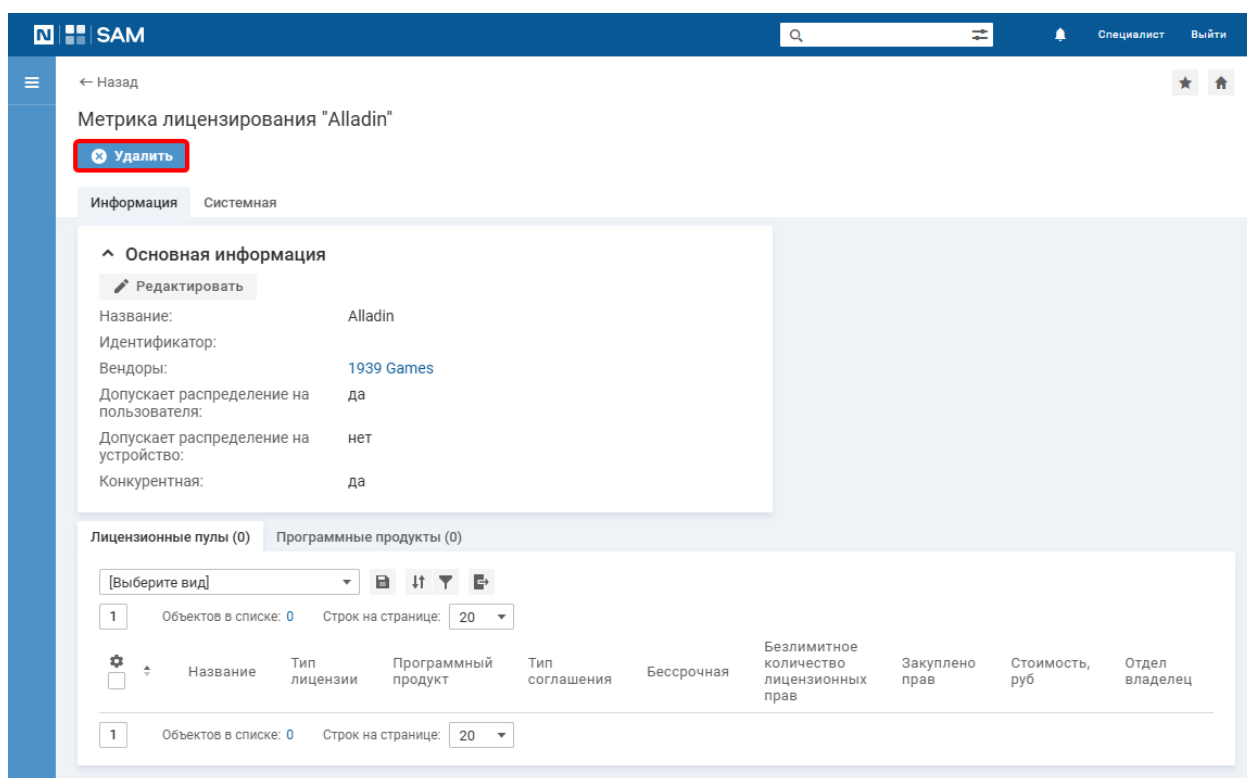 N SAM Специалист Выйти
← Назад
Метрика лицензирования "Alladin"
Удалить
Информация Системная
Основная информация
Редактировать
Название: Alladin
Идентификатор:
Вендоры: 1939 Games
Допускает распределение на да
пользователя:
Допускает распределение на нет
устройство:
Конкурентная: да
Лицензионные пулы (0) Программные продукты (0)
[Выберите вид]
1 Объектов в списке: 0 Строк на странице: 20
Название Тип лицензии Программный продукт Тип соглашения Бессрочная Безлимитное количество лицензионных прав Закуплено прав Стоимость, руб Отдел владелец
1 Объектов в списке: 0 Строк на странице: 20